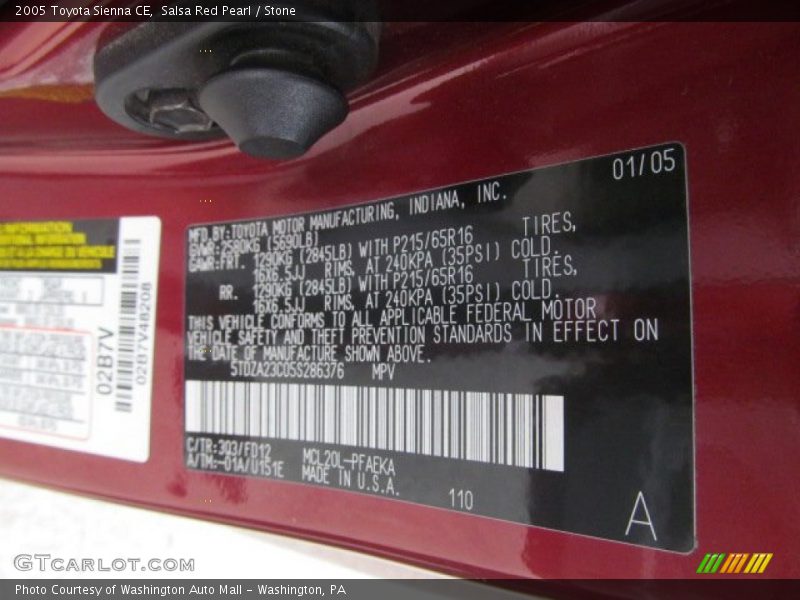 2005 Toyota Sienna CE, Salsa Red Pearl / Stone
01/05
MFD BY: TOYOTA MOTOR MANUFACTURING, INDIANA, INC.
GVWR: 2580KG (5690LB)
GAWR: FRT. 1290KG (2845LB) WITH P215/65R16 TIRES,
16X6.5JJ RIMS, AT 240KPA (35PSI) COLD.
RR. 1290KG (2845LB) WITH P215/65R16 TIRES,
16X6.5JJ RIMS, AT 240KPA (35PSI) COLD.
THIS VEHICLE CONFORMS TO ALL APPLICABLE FEDERAL MOTOR
VEHICLE SAFETY AND THEFT PREVENTION STANDARDS IN EFFECT ON
THE DATE OF MANUFACTURE SHOWN ABOVE.
5TDZA23C05S286376 MPV
C/TR:303/FD12 MCL20L-PFAEKA
A/TM:-01A/U151E MADE IN U.S.A.
110
A
02B7V
02B7V48208
GTCARLOT.COM
Photo Courtesy of Washington Auto Mall - Washington, PA